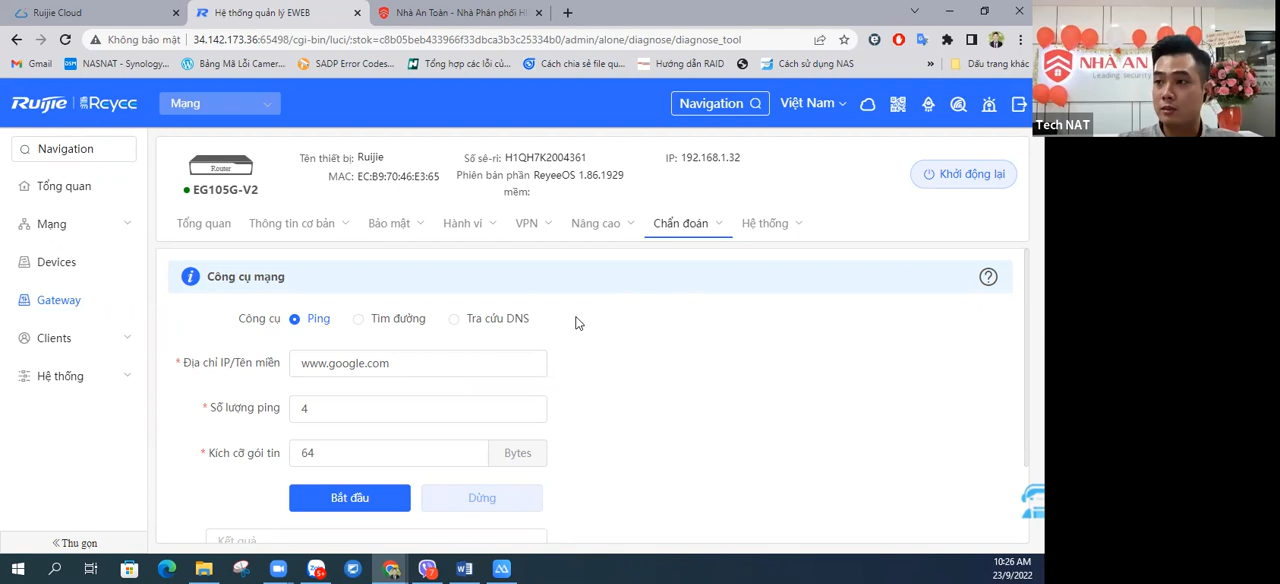 Ruijie Cloud
Hệ thống quản lý EWEB
Nhà An Toàn - Nhà Phân phối H
Không bảo mật
34.142.173.36:65498/cgi-bin/luci/;stok=c8b05beb433966f33dbca3b3c25334b0/admin/alone/diagnose/diagnose_tool
Gmail
NASNAT - Synology...
Bảng Mã Lỗi Camer...
SADP Error Codes...
Tổng hợp các lỗi củ...
Cách chia sẻ file qu...
Hướng dẫn RAID
Cách sử dụng NAS
»
Dấu trang khác
NHÀ AN
Leading security
Tech NAT
Ruijie | Rcycc
Mạng
Navigation
Việt Nam
Navigation
Tổng quan
Mạng
Devices
Gateway
Clients
Hệ thống
Thu gọn
Router
EG105G-V2
Tên thiết bị: Ruijie
MAC: EC:B9:70:46:E3:65
Số sê-ri: H1QH7K2004361
Phiên bản phần ReyeeOS 1.86.1929
mềm:
IP: 192.168.1.32
Khởi động lại
Tổng quan
Thông tin cơ bản
Bảo mật
Hành vi
VPN
Nâng cao
Chẩn đoán
Hệ thống
Công cụ mạng
Công cụ
Ping
Tìm đường
Tra cứu DNS
* Địa chỉ IP/Tên miền
www.google.com
* Số lượng ping
4
* Kích cỡ gói tin
64
Bytes
Bắt đầu
Dừng
Kết quả
5+
7
10:26 AM
23/9/2022